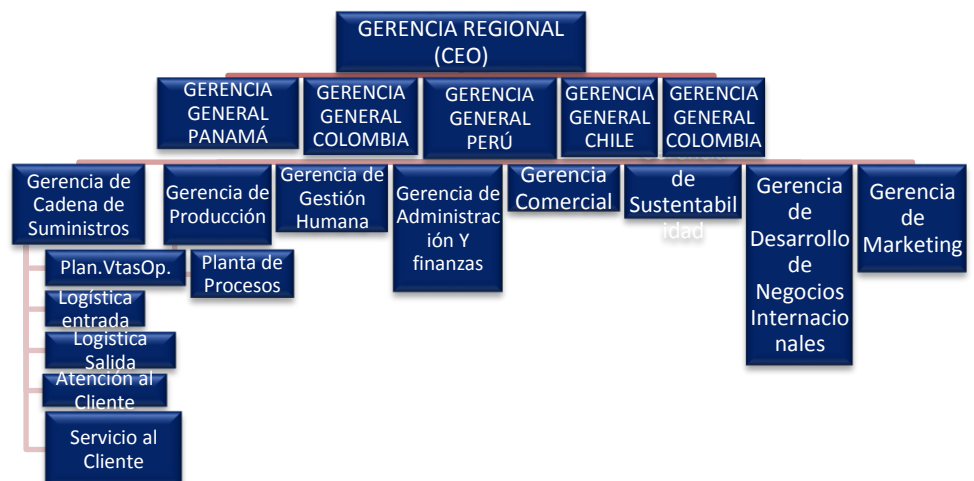 GERENCIA REGIONAL
(CEO)
GERENCIA
GENERAL
PANAMÁ
GERENCIA
GENERAL
COLOMBIA
GERENCIA
GENERAL
PERÚ
GERENCIA
GENERAL
CHILE
GERENCIA
GENERAL
COLOMBIA
Gerencia de
Cadena de
Suministros
Gerencia de
Producción
Gerencia de
Gestión
Humana
Gerencia de
Administrac
ión Y
finanzas
Gerencia
Comercial
de
Sustentabil
idad
Gerencia
de
Desarrollo
de
Negocios
Internacio
nales
Gerencia
de
Marketing
Plan.VtasOp.
Logística
entrada
Logistica
Salida
Atención al
Cliente
Servicio al
Cliente
Planta de
Procesos